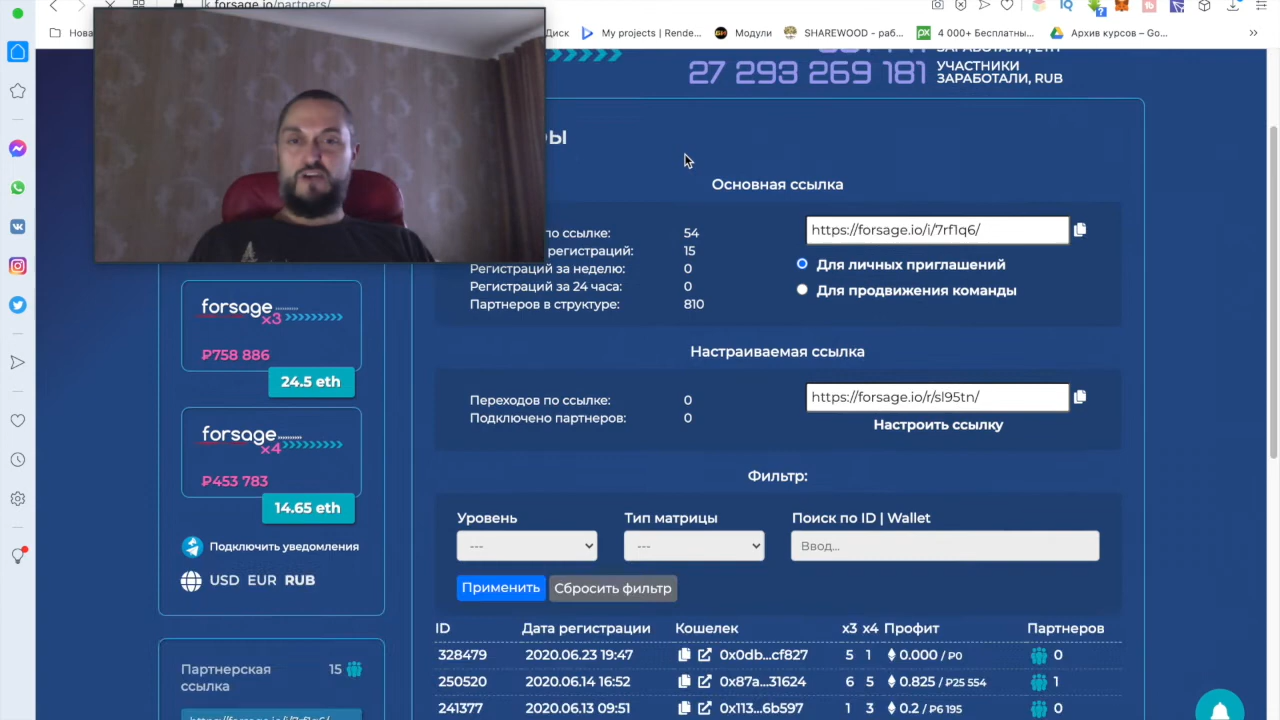 lk.forsage.io/partners/
Нова
Диск
My projects | Rende...
Модули
SHAREWOOD - раб...
4 000+ Бесплатны...
Архив курсов – Go...
ЗАРАБОТАЛИ, ETH
27 293 269 181
УЧАСТНИКИ
ЗАРАБОТАЛИ, RUB
ры
Основная ссылка
по ссылке:
54
https://forsage.io/i/7rf1q6/
регистраций:
15
Для личных приглашений
Регистраций за неделю:
0
Регистраций за 24 часа:
0
Для продвижения команды
Партнеров в структуре:
810
forsage
x3
₽758 886
24.5 eth
Настраиваемая ссылка
Переходов по ссылке:
0
https://forsage.io/r/sl95tn/
Подключено партнеров:
0
Настроить ссылку
forsage
x4
₽453 783
14.65 eth
Подключить уведомления
USD EUR RUB
Фильтр:
Уровень
Тип матрицы
Поиск по ID | Wallet
---
---
Ввод...
Применить
Сбросить фильтр
ID
Дата регистрации
Кошелек
x3
x4
Профит
Партнеров
328479
2020.06.23 19:47
0x0db...cf827
5
1
0.000 / ₽0
0
250520
2020.06.14 16:52
0x87a...31624
6
5
0.825 / ₽25 554
1
241377
2020.06.13 09:51
0x113...6b597
1
3
0.2 / ₽6 195
0
Партнерская
ссылка
15
https://forsage.io/i/7rf1q6/